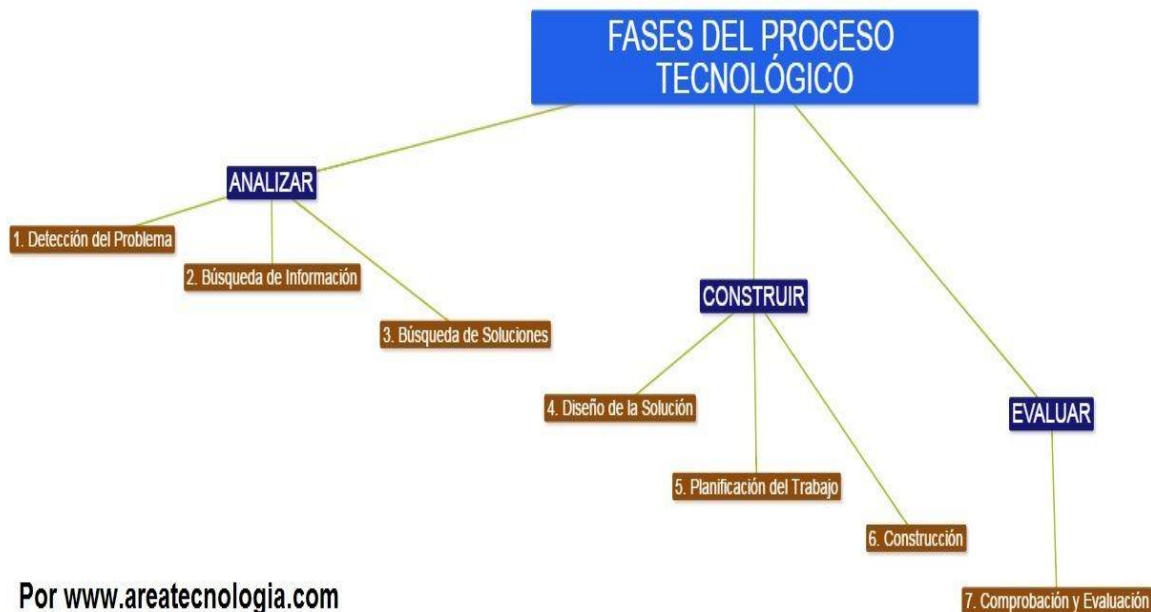 FASES DEL PROCESO
TECNOLÓGICO
ANALIZAR
1. Detección del Problema
2. Búsqueda de Información
3. Búsqueda de Soluciones
CONSTRUIR
4. Diseño de la Solución
5. Planificación del Trabajo
6. Construcción
EVALUAR
7. Comprobación y Evaluación
Por www.areatecnologia.com